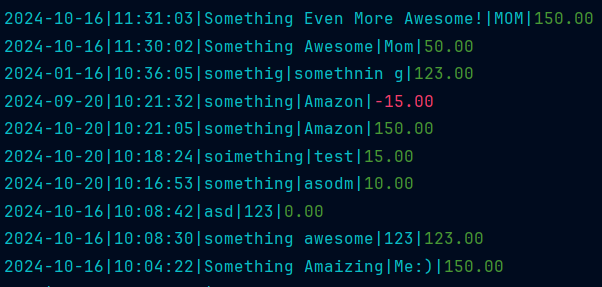 2024-10-16|11:31:03|Something Even More Awesome!|MOM|150.00
2024-10-16|11:30:02|Something Awesome|Mom|50.00
2024-01-16|10:36:05|somethig|somethnin g|123.00
2024-09-20|10:21:32|something|Amazon|-15.00
2024-10-20|10:21:05|something|Amazon|150.00
2024-10-20|10:18:24|soimething|test|15.00
2024-10-20|10:16:53|something|asodm|10.00
2024-10-16|10:08:42|asd|123|0.00
2024-10-16|10:08:30|something awesome|123|123.00
2024-10-16|10:04:22|Something Amaizing|Me:)|150.00